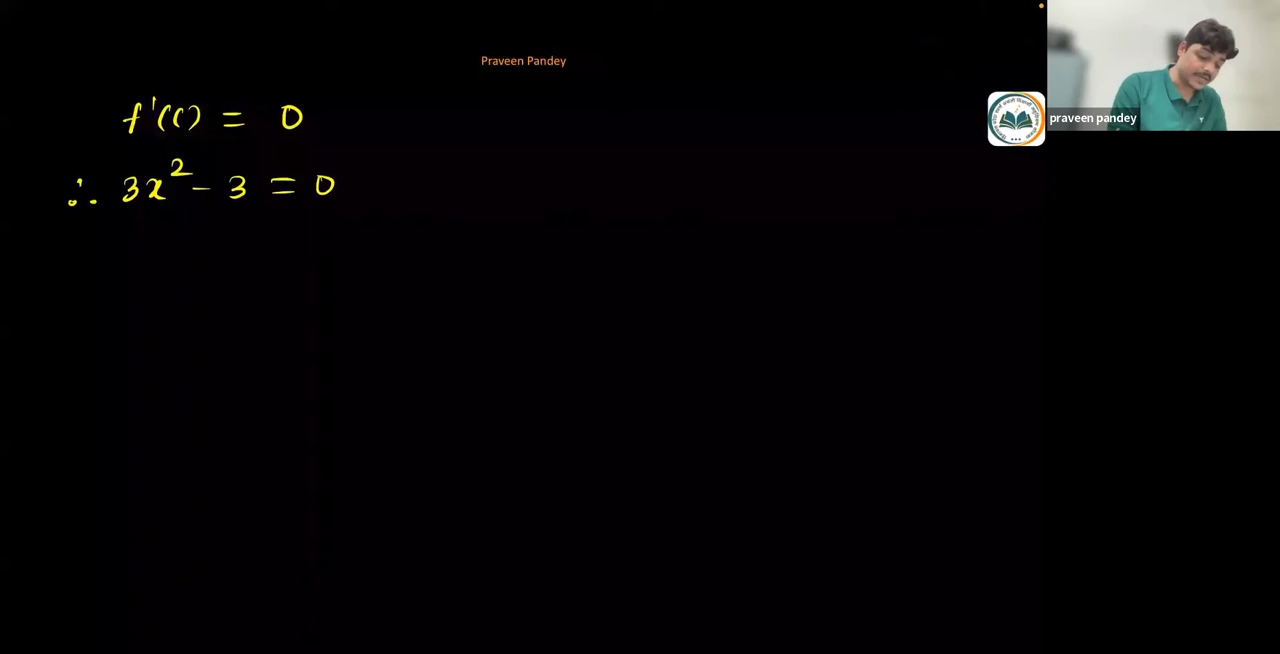 Praveen Pandey
f'(c) = 0
∴ 3x² - 3 = 0
praveen pandey